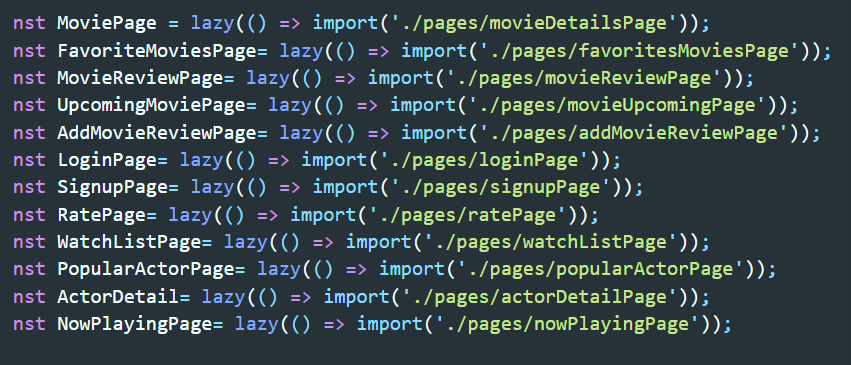 nst MoviePage = lazy(() => import('./pages/movieDetailsPage'));
nst FavoriteMoviesPage= lazy(() => import('./pages/favoritesMoviesPage'));
nst MovieReviewPage= lazy(() => import('./pages/movieReviewPage'));
nst UpcomingMoviePage= lazy(() => import('./pages/movieUpcomingPage'));
nst AddMovieReviewPage= lazy(() => import('./pages/addMovieReviewPage'));
nst LoginPage= lazy(() => import('./pages/loginPage'));
nst SignupPage= lazy(() => import('./pages/signupPage'));
nst RatePage= lazy(() => import('./pages/ratePage'));
nst WatchListPage= lazy(() => import('./pages/watchListPage'));
nst PopularActorPage= lazy(() => import('./pages/popularActorPage'));
nst ActorDetail= lazy(() => import('./pages/actorDetailPage'));
nst NowPlayingPage= lazy(() => import('./pages/nowPlayingPage'));